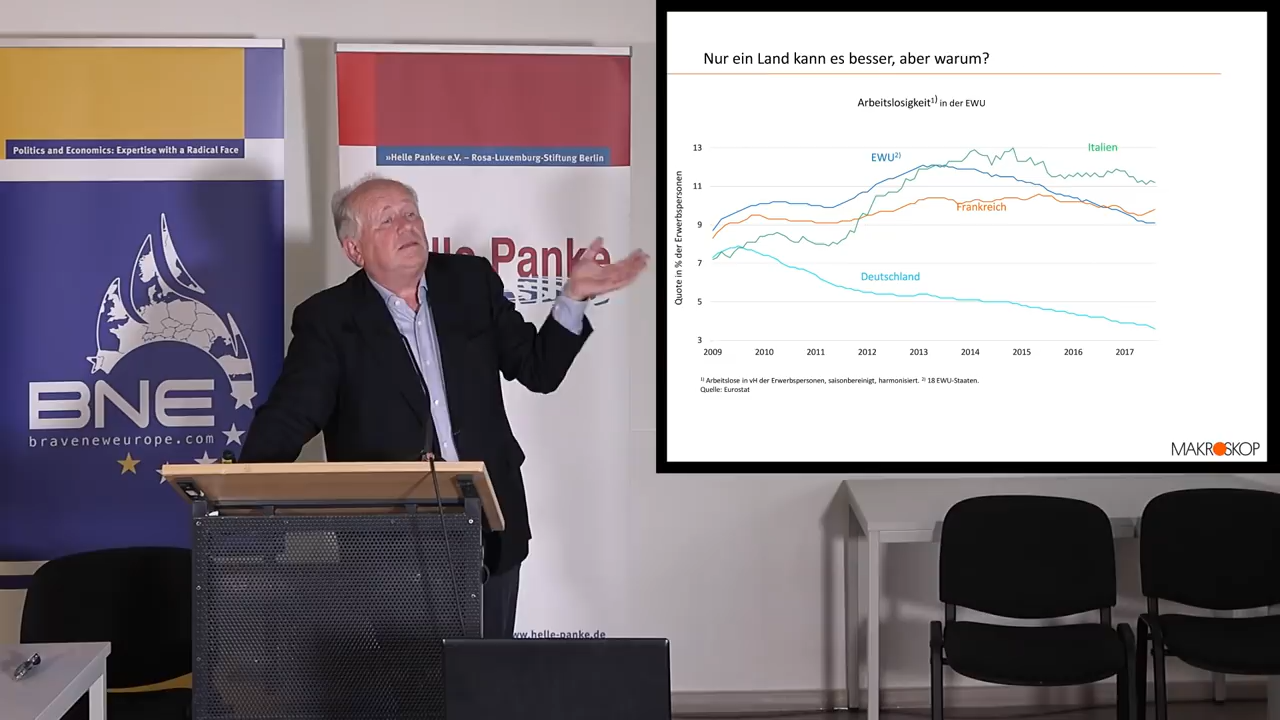 Politics and Economics: Expertise with a Radical Face
BNE
braveneweurope.com
»Helle Panke« e.V. – Rosa-Luxemburg-Stiftung Berlin
lle Panke
www.helle-panke.de
Nur ein Land kann es besser, aber warum?
Arbeitslosigkeit1) in der EWU
Quote in % der Erwerbspersonen
13
11
9
7
5
3
EWU2)
Italien
Frankreich
Deutschland
2009 2010 2011 2012 2013 2014 2015 2016 2017
1) Arbeitslose in vH der Erwerbspersonen, saisonbereinigt, harmonisiert. 2) 18 EWU-Staaten.
Quelle: Eurostat
MAKROSKOP